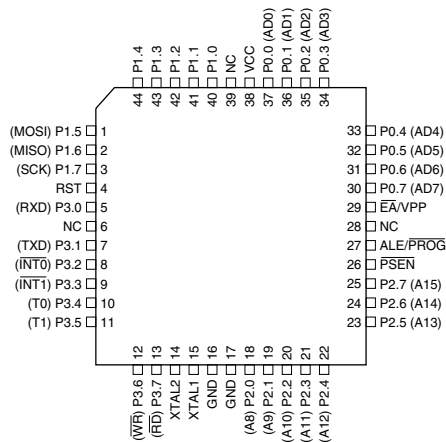 P1.4
P1.3
P1.2
P1.1
P1.0
NC
VCC
P0.0 (AD0)
P0.1 (AD1)
P0.2 (AD2)
P0.3 (AD3)
44
43
42
41
40
39
38
37
36
35
34
(MOSI) P1.5 1
(MISO) P1.6 2
(SCK) P1.7 3
RST 4
(RXD) P3.0 5
NC 6
(TXD) P3.1 7
(INT0) P3.2 8
(INT1) P3.3 9
(T0) P3.4 10
(T1) P3.5 11
33 P0.4 (AD4)
32 P0.5 (AD5)
31 P0.6 (AD6)
30 P0.7 (AD7)
29 EA/VPP
28 NC
27 ALE/PROG
26 PSEN
25 P2.7 (A15)
24 P2.6 (A14)
23 P2.5 (A13)
12
13
14
15
16
17
18
19
20
21
22
(WR) P3.6
(RD) P3.7
XTAL2
XTAL1
GND
GND
(A8) P2.0
(A9) P2.1
(A10) P2.2
(A11) P2.3
(A12) P2.4